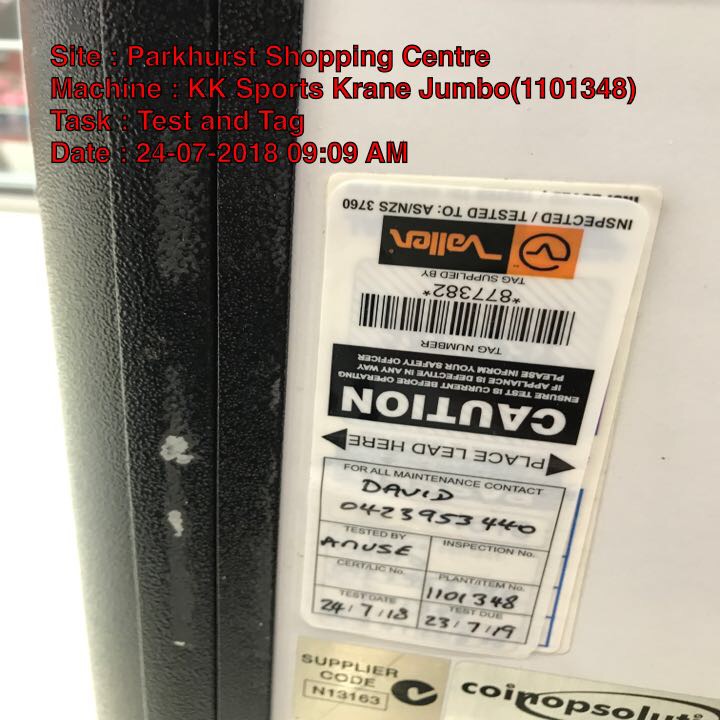 Site : Parkhurst Shopping Centre
Machine : KK Sports Krane Jumbo(1101348)
Task : Test and Tag
Date : 24-07-2018 09:09 AM
FOR ALL MAINTENANCE CONTACT
DAVID
0423953440
TESTED BY
AMUSE
INSPECTION No.
CERT/LIC No.
PLANT/ITEM No.
1101348
TEST DATE
24/7/18
TEST DUE
23/7/19
PLACE LEAD HERE
CAUTION
ENSURE TEST IS CURRENT BEFORE OPERATING
IF APPLIANCE IS DEFECTIVE IN ANY WAY
PLEASE INFORM YOUR SAFETY OFFICER
TAG NUMBER
*877382*
TAG SUPPLIED BY
Vallen
INSPECTED / TESTED TO: AS/NZS 3760
SUPPLIER
CODE
N13163
coinopsoluti